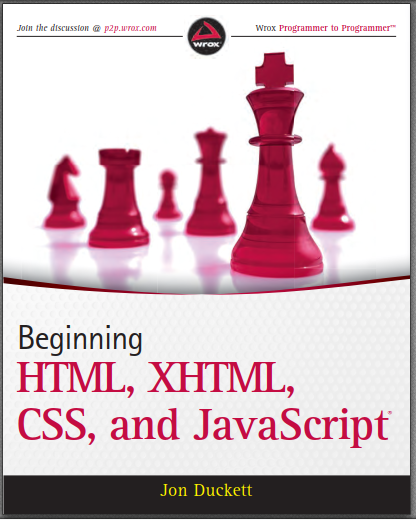 Join the discussion @ p2p.wrox.com
Wrox Programmer to Programmer™
wrox
Beginning
HTML, XHTML,
CSS, and JavaScript®
Jon Duckett